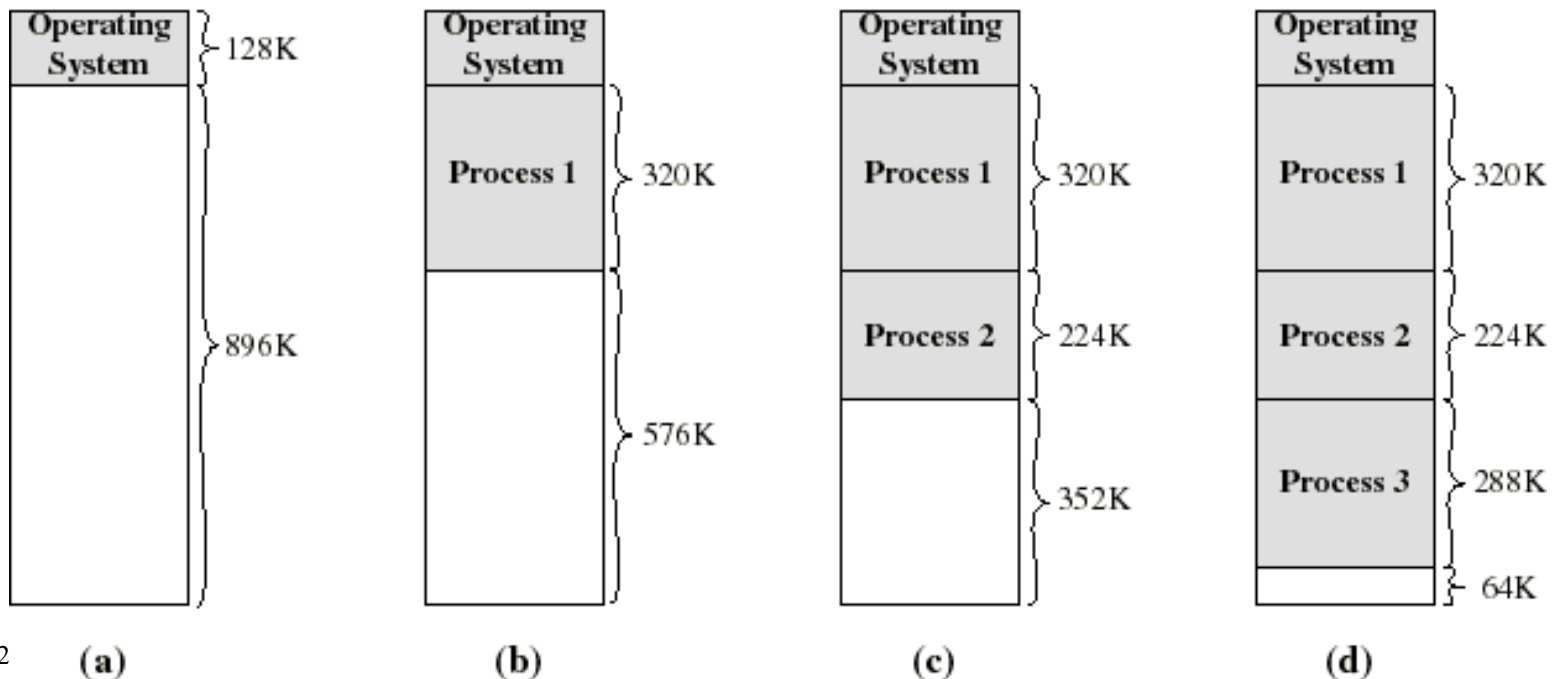 Operating
System
128K
896K
(a)
Operating
System
Process 1
320K
576K
(b)
Operating
System
Process 1
320K
Process 2
224K
352K
(c)
Operating
System
Process 1
320K
Process 2
224K
Process 3
288K
64K
(d)
2